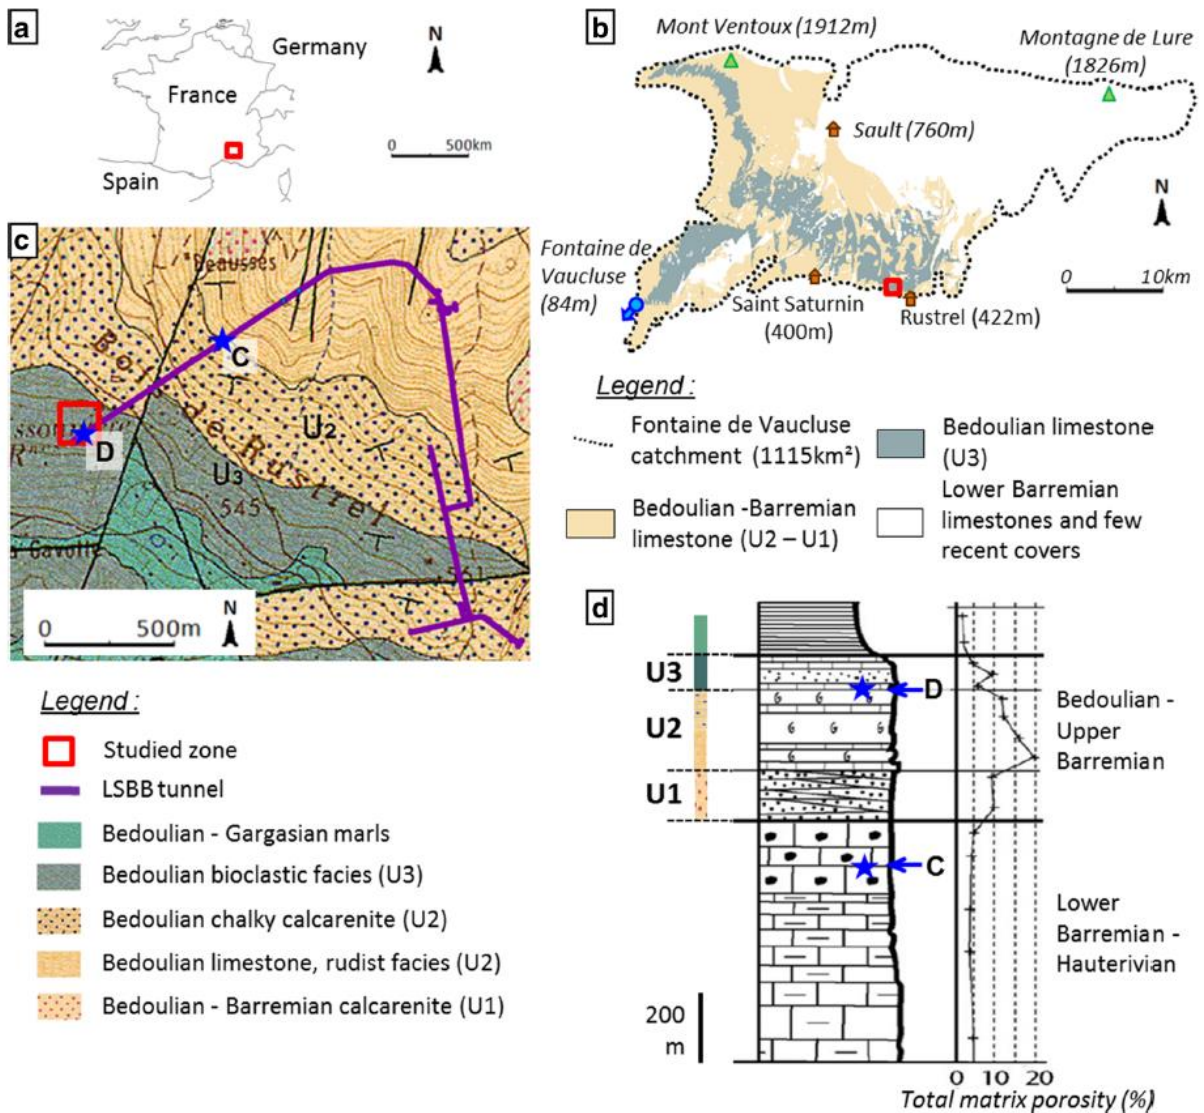 a
Germany
N
France
500km
0
Spain
b
Mont Ventoux (1912m)
Montagne de Lure
(1826m)
Sault (760m)
N
Fontaine de
Vaucluse
(84m)
Saint Saturnin
(400m)
Rustrel (422m)
0
10km
Legend :
Fontaine de Vaucluse
catchment (1115km²)
Bedoulian -Barremian
limestone (U2 – U1)
Bedoulian limestone
(U3)
Lower Barremian
limestones and few
recent covers
c
Beausses
C
Bois de Rustrel
D
U2
U3
545
561
Gavotte
0
500m
N
Legend :
Studied zone
LSBB tunnel
Bedoulian - Gargasian marls
Bedoulian bioclastic facies (U3)
Bedoulian chalky calcarenite (U2)
Bedoulian limestone, rudist facies (U2)
Bedoulian - Barremian calcarenite (U1)
d
U3
D
U2
Bedoulian -
Upper
Barremian
U1
C
Lower
Barremian -
Hauterivian
200
m
0 10 20
Total matrix porosity (%)